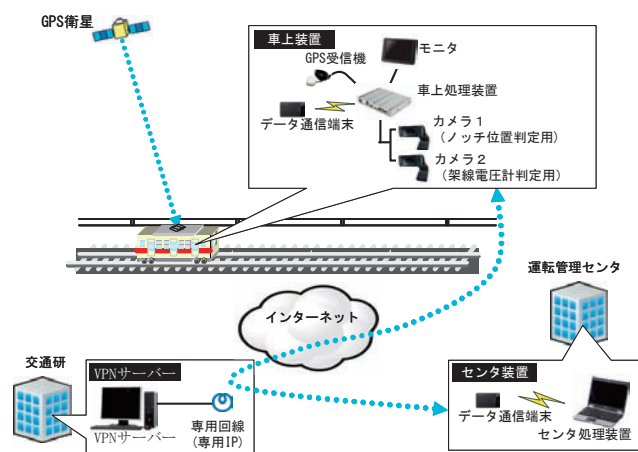 GPS衛星
車上装置
モニタ
GPS受信機
車上処理装置
データ通信端末
カメラ1
(ノッチ位置判定用)
カメラ2
(架線電圧計判定用)
運転管理センタ
インターネット
交通研
VPNサーバー
VPNサーバー
専用回線
(専用IP)
センタ装置
データ通信端末
センタ処理装置